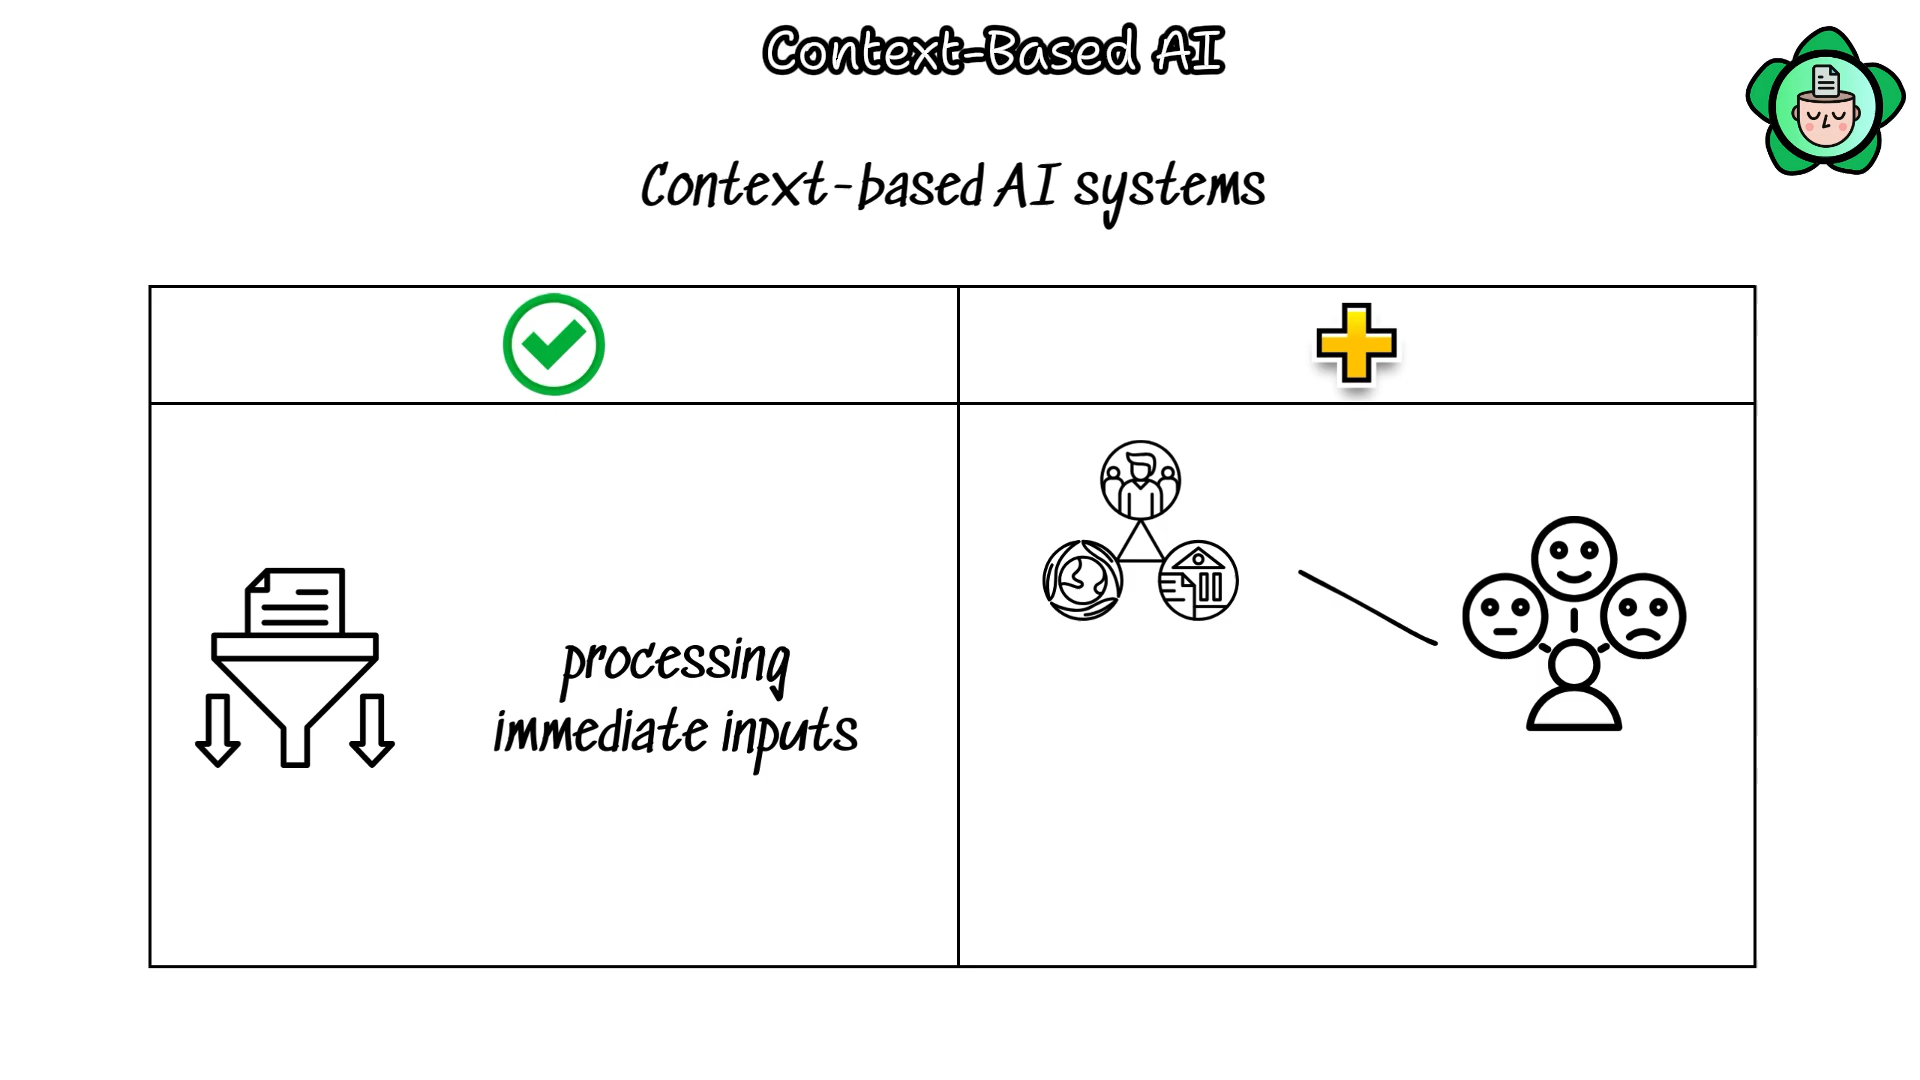 Context-Based AI
Context-based AI systems
processing
immediate inputs